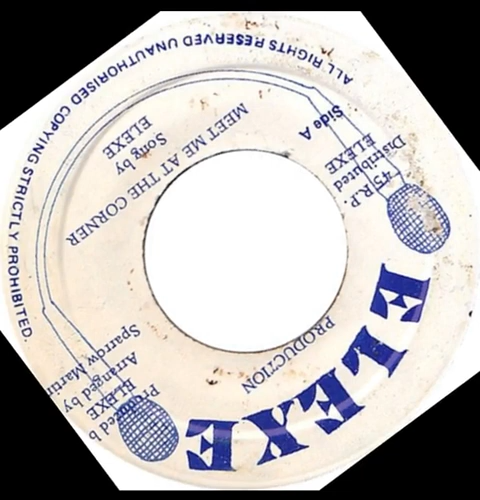 ELEXE
PRODUCTION
45 R.P.
Distributed
ELEXE
Side A
Produced b
ELEXE
Arranged by
Sparrow Martin
MEET ME AT THE CORNER
Song by
ELEXE
ALL RIGHTS RESERVED UNAUTHORISED COPYING STRICTLY PROHIBITED.